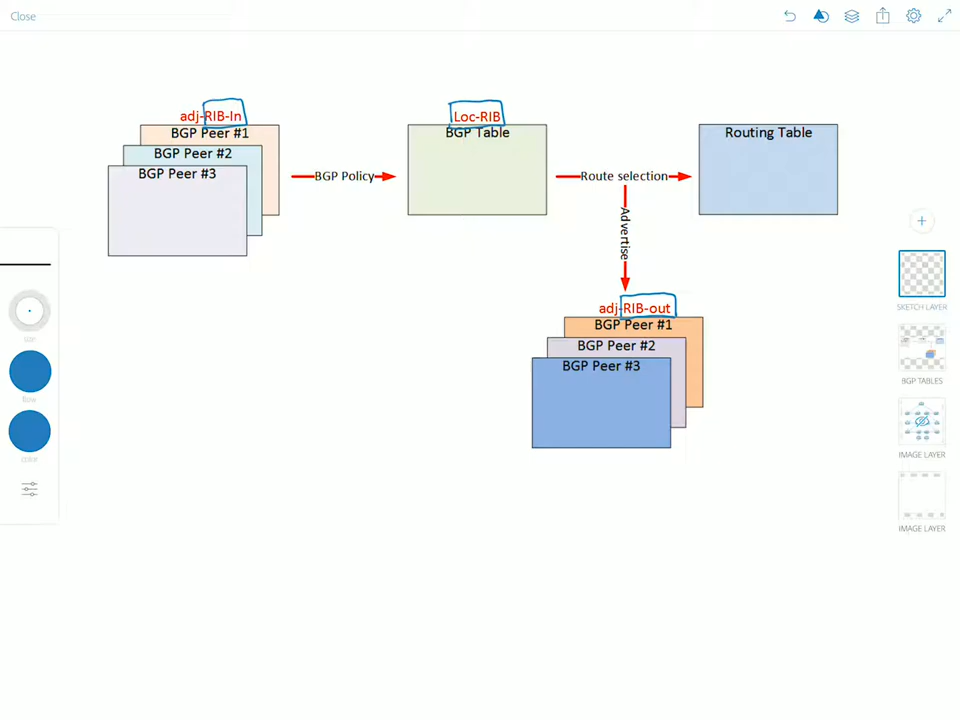 Close
adj-RIB-In
BGP Peer #1
BGP Peer #2
BGP Peer #3
BGP Policy
Loc-RIB
BGP Table
Route selection
Routing Table
Advertise
adj-RIB-out
BGP Peer #1
BGP Peer #2
BGP Peer #3
SKETCH LAYER
BGP TABLES
IMAGE LAYER
IMAGE LAYER